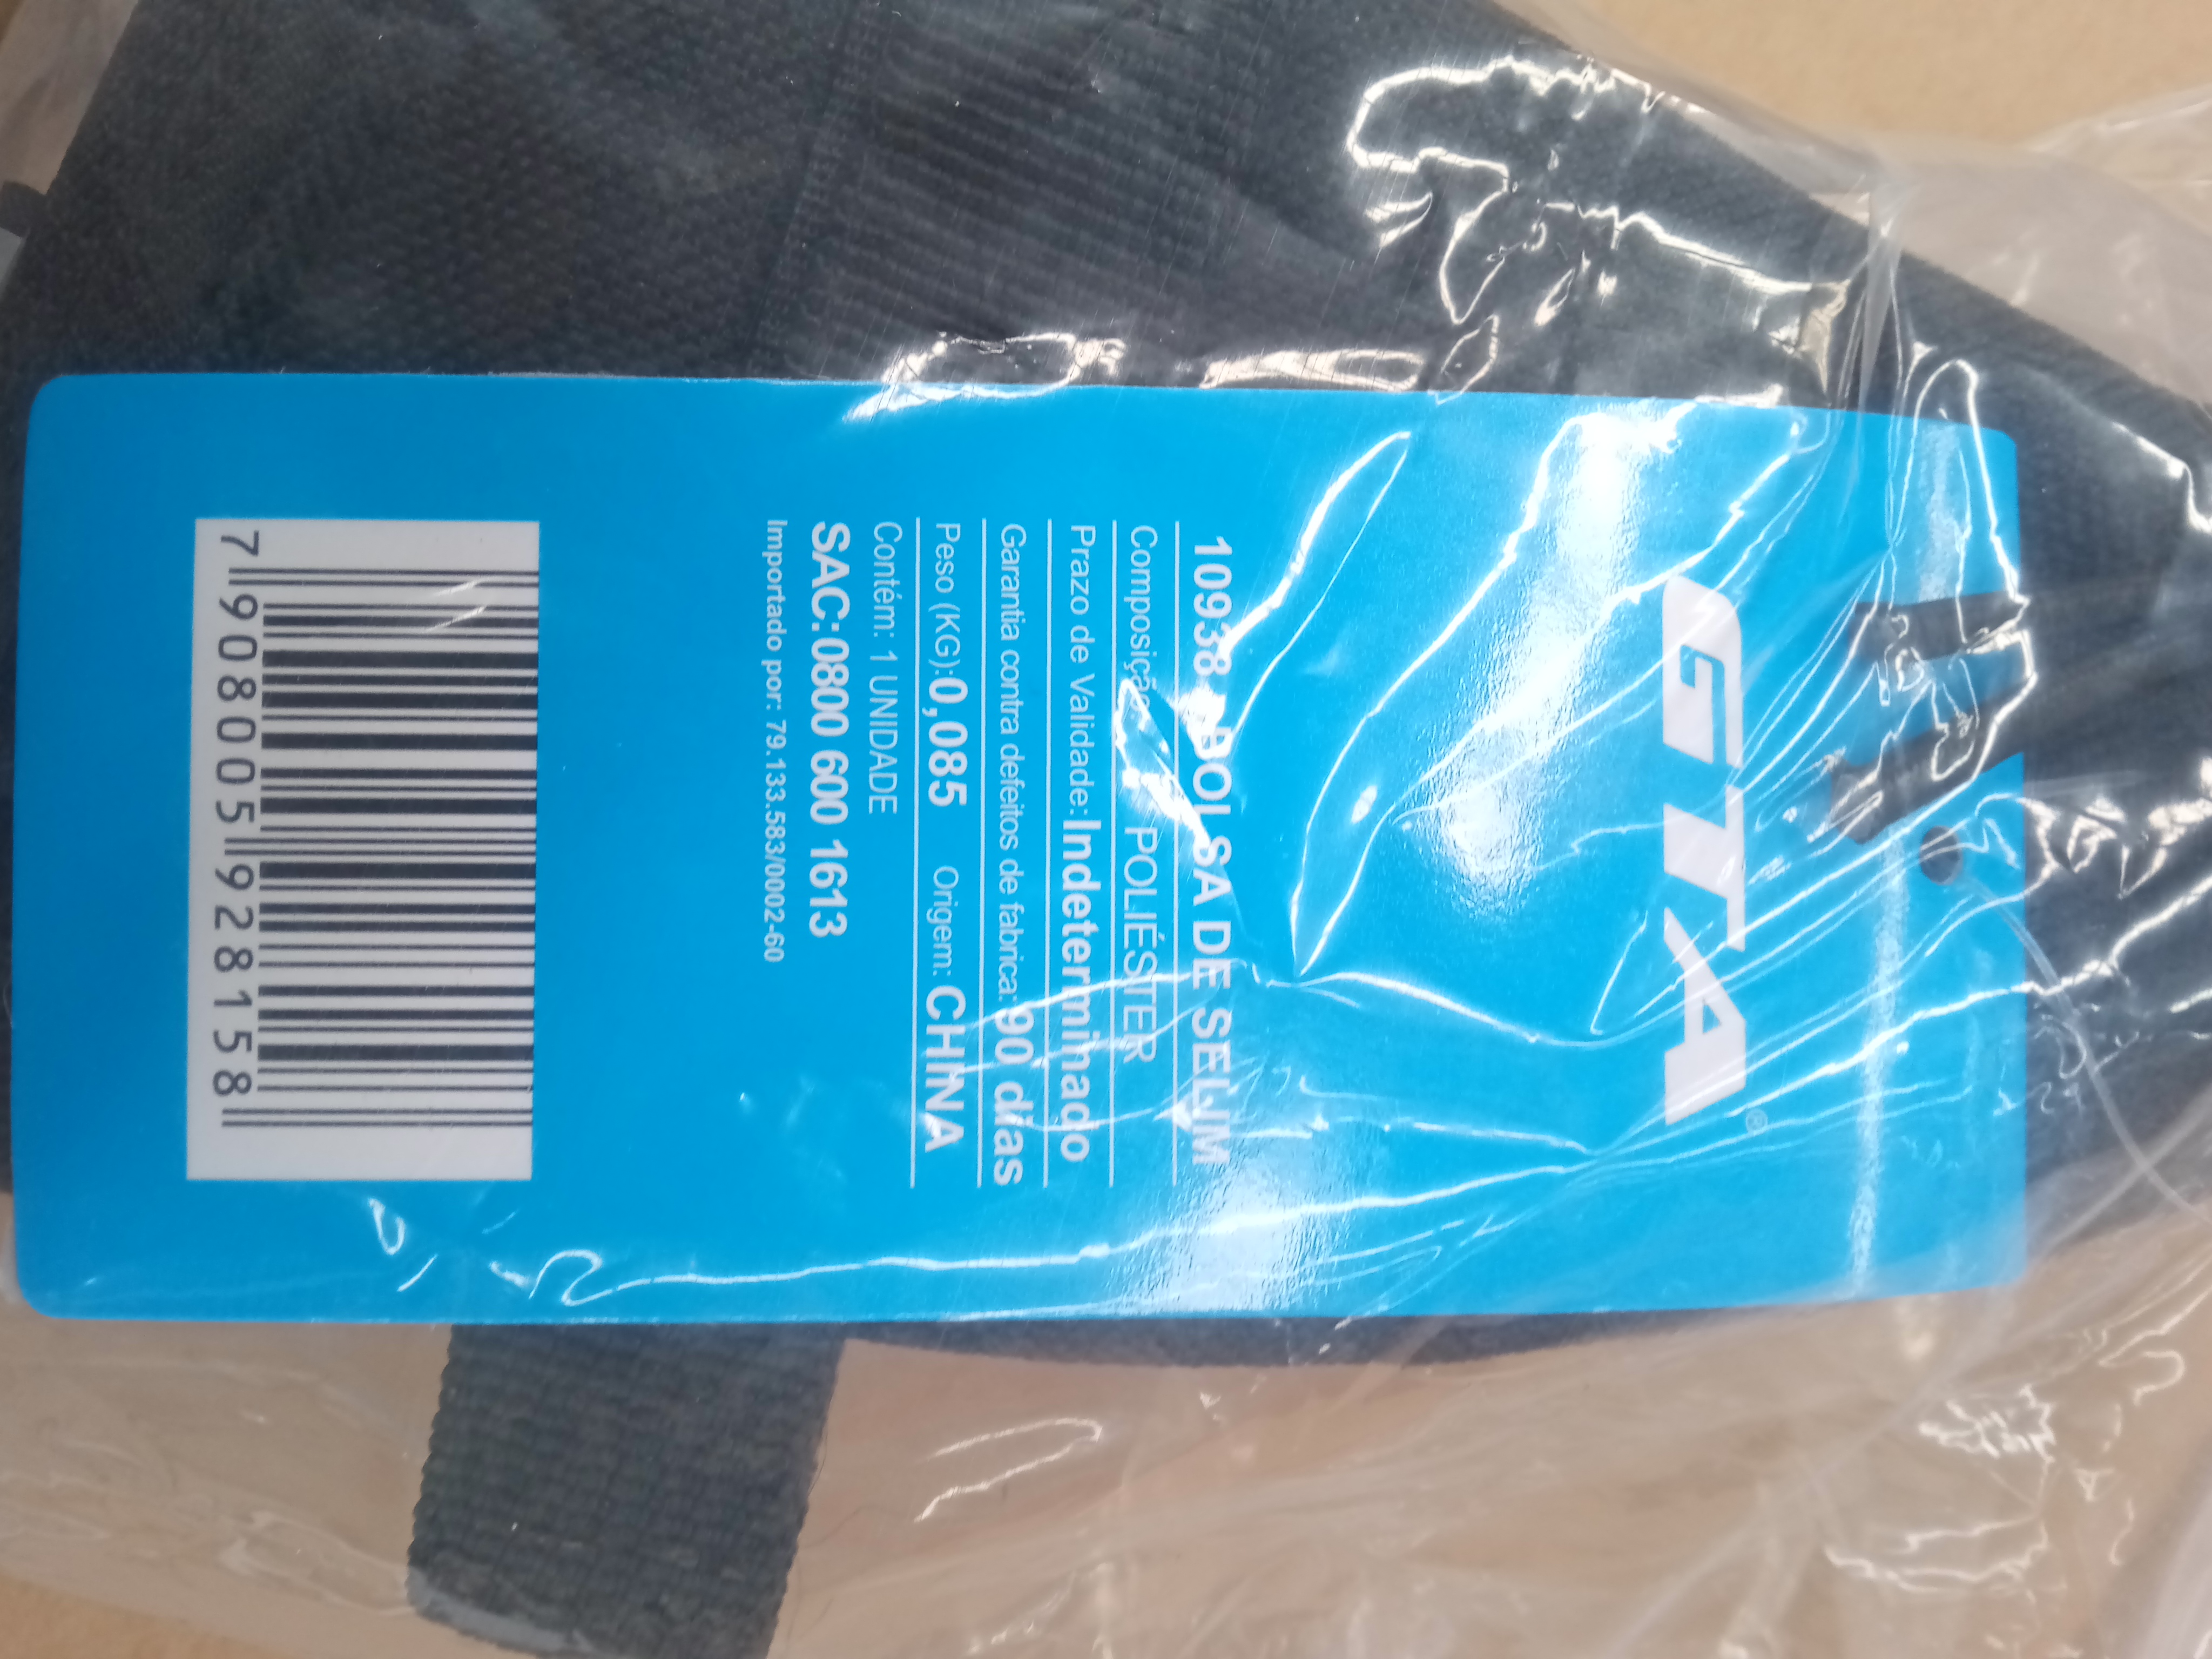 GTA®
10938 - BOLSA DE SELIM
Composição: POLIÉSTER
Prazo de Validade: Indeterminado
Garantia contra defeitos de fabrica: 90 dias
Peso (KG): 0,085 Origem: CHINA
Contém: 1 UNIDADE
SAC: 0800 600 1613
Importado por: 79.133.583/0002-60
7 908005 928158